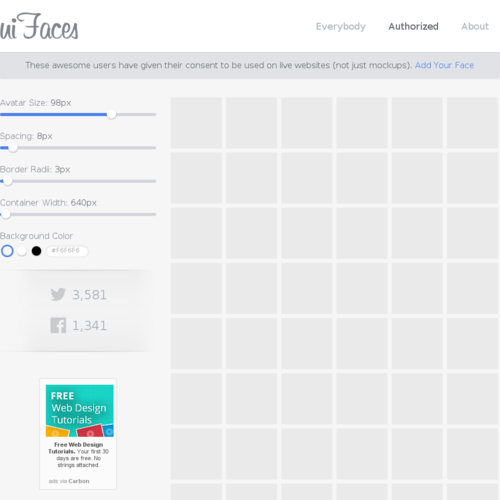 ui Faces
Everybody
Authorized
About
These awesome users have given their consent to be used on live websites (not just mockups). Add Your Face
Avatar Size: 98px
Spacing: 8px
Border Radii: 3px
Container Width: 640px
Background Color
#F6F6F6
3,581
1,341
FREE
Web Design
Tutorials
Free Web Design
Tutorials. Your first 30
days are free. No
strings attached.
ads via Carbon